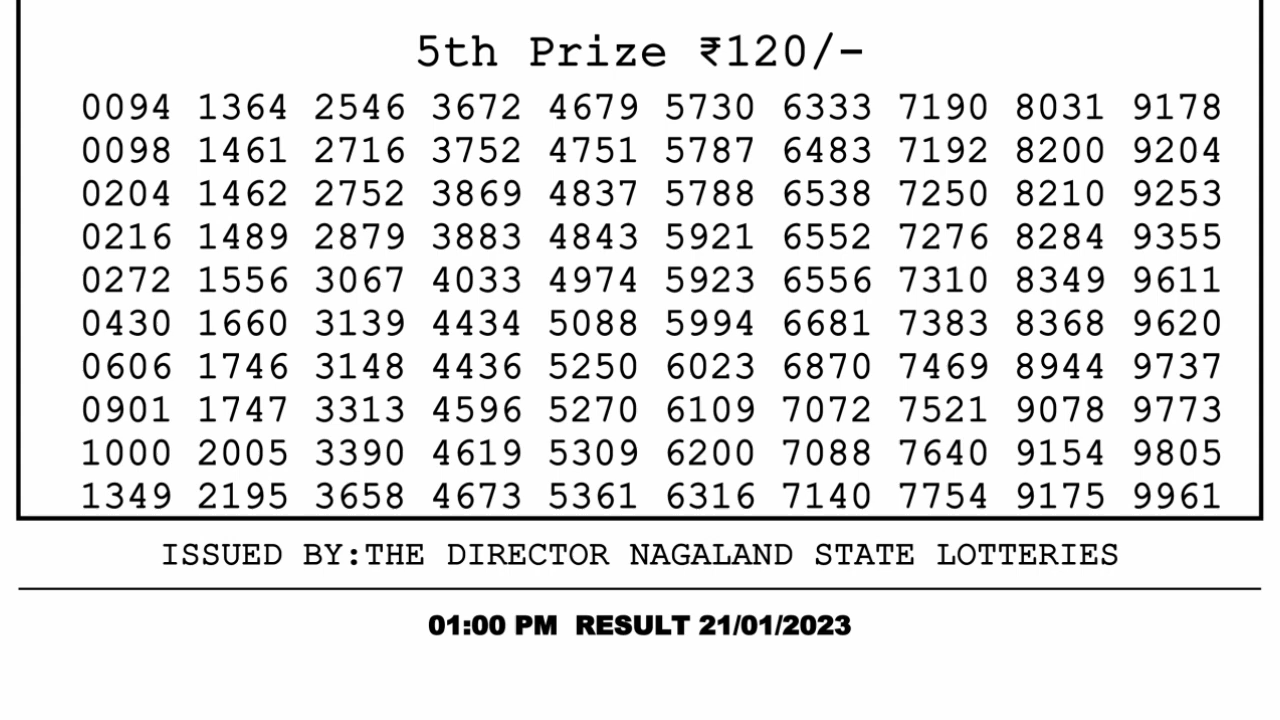 5th Prize ₹120/-
0094 1364 2546 3672 4679 5730 6333 7190 8031 9178
0098 1461 2716 3752 4751 5787 6483 7192 8200 9204
0204 1462 2752 3869 4837 5788 6538 7250 8210 9253
0216 1489 2879 3883 4843 5921 6552 7276 8284 9355
0272 1556 3067 4033 4974 5923 6556 7310 8349 9611
0430 1660 3139 4434 5088 5994 6681 7383 8368 9620
0606 1746 3148 4436 5250 6023 6870 7469 8944 9737
0901 1747 3313 4596 5270 6109 7072 7521 9078 9773
1000 2005 3390 4619 5309 6200 7088 7640 9154 9805
1349 2195 3658 4673 5361 6316 7140 7754 9175 9961
ISSUED BY:THE DIRECTOR NAGALAND STATE LOTTERIES
01:00 PM RESULT 21/01/2023